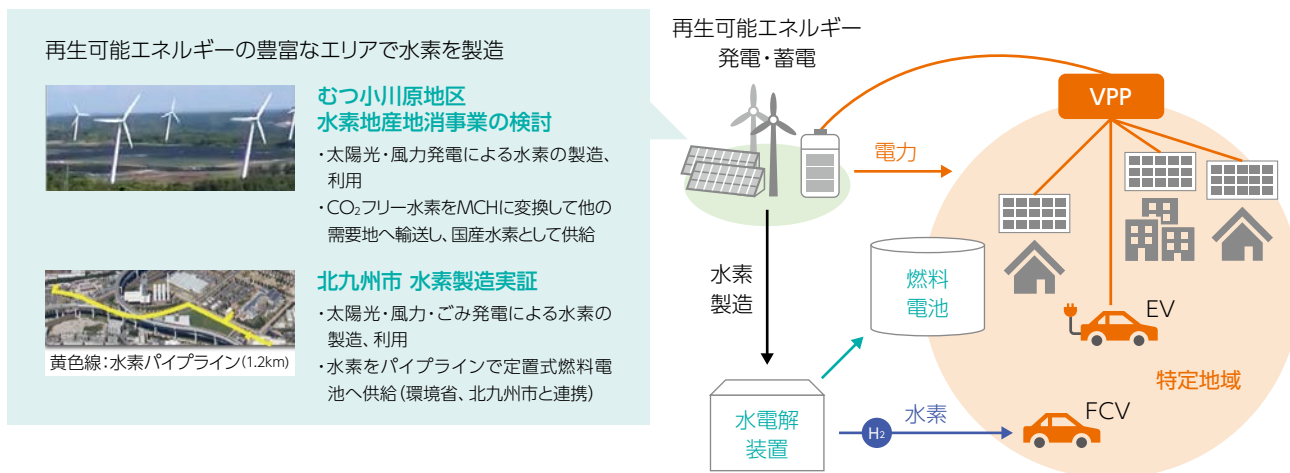 再生可能エネルギーの豊富なエリアで水素を製造
むつ小川原地区
水素地産地消事業の検討
・太陽光・風力発電による水素の製造、
利用
・CO₂フリー水素をMCHに変換して他の
需要地へ輸送し、国産水素として供給
北九州市 水素製造実証
・太陽光・風力・ごみ発電による水素の
製造、利用
・水素をパイプラインで定置式燃料電
池へ供給(環境省、北九州市と連携)
黄色線:水素パイプライン(1.2km)
再生可能エネルギー
発電・蓄電
VPP
電力
水素
製造
燃料
電池
EV
特定地域
水電解
装置
H₂
水素
FCV